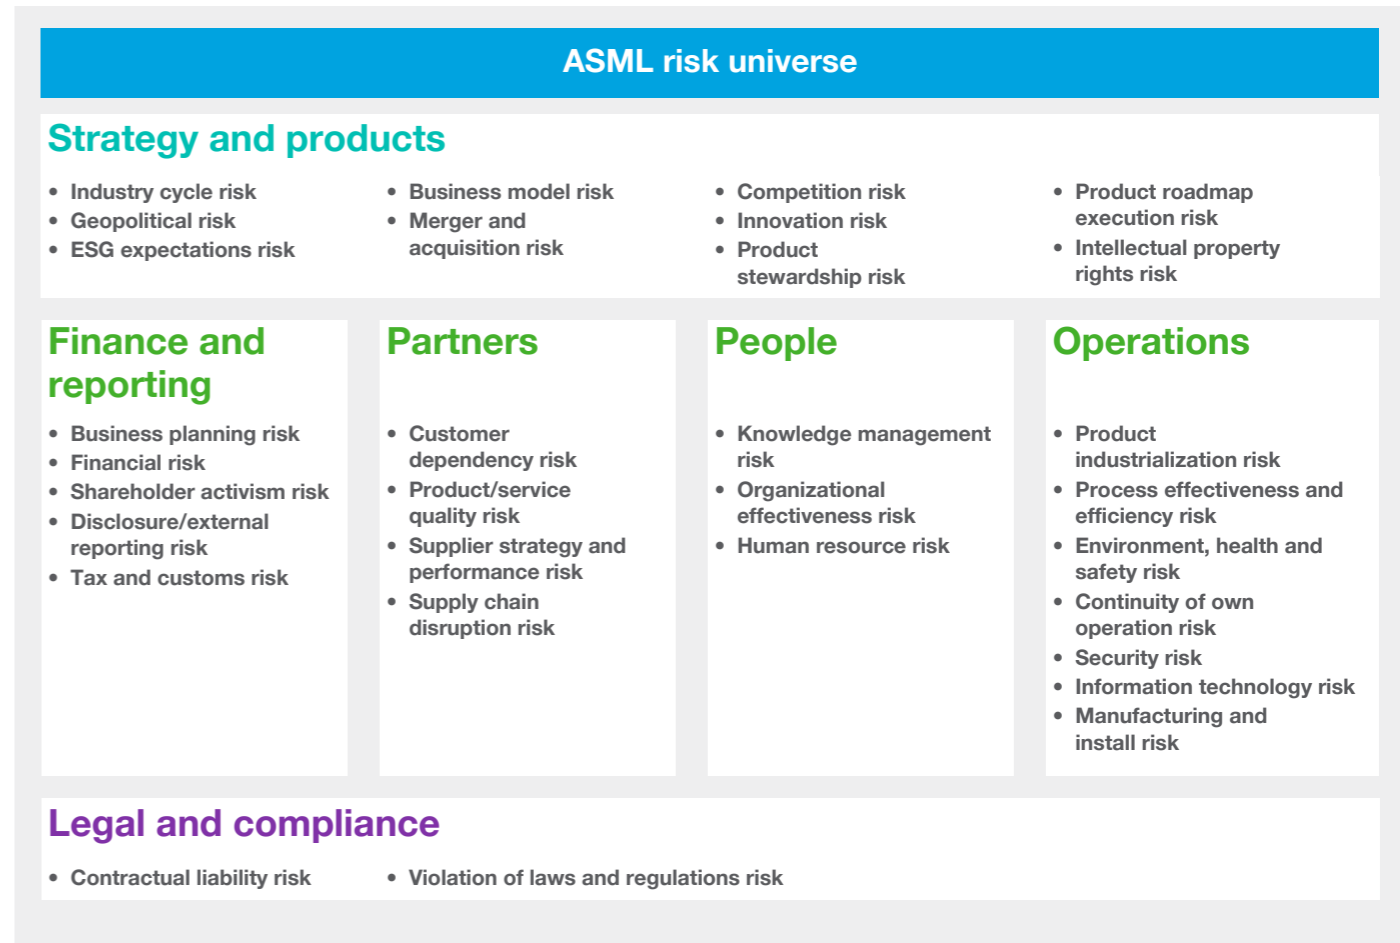 ASML risk universe
Strategy and products
• Industry cycle risk
• Geopolitical risk
• ESG expectations risk
• Business model risk
• Merger and
acquisition risk
• Competition risk
• Innovation risk
• Product
stewardship risk
• Product roadmap
execution risk
• Intellectual property
rights risk
Finance and
reporting
• Business planning risk
• Financial risk
• Shareholder activism risk
• Disclosure/external
reporting risk
• Tax and customs risk
Partners
• Customer
dependency risk
• Product/service
quality risk
• Supplier strategy and
performance risk
• Supply chain
disruption risk
People
• Knowledge management
risk
• Organizational
effectiveness risk
• Human resource risk
Operations
• Product
industrialization risk
• Process effectiveness and
efficiency risk
• Environment, health and
safety risk
• Continuity of own
operation risk
• Security risk
• Information technology risk
• Manufacturing and
install risk
Legal and compliance
• Contractual liability risk
• Violation of laws and regulations risk